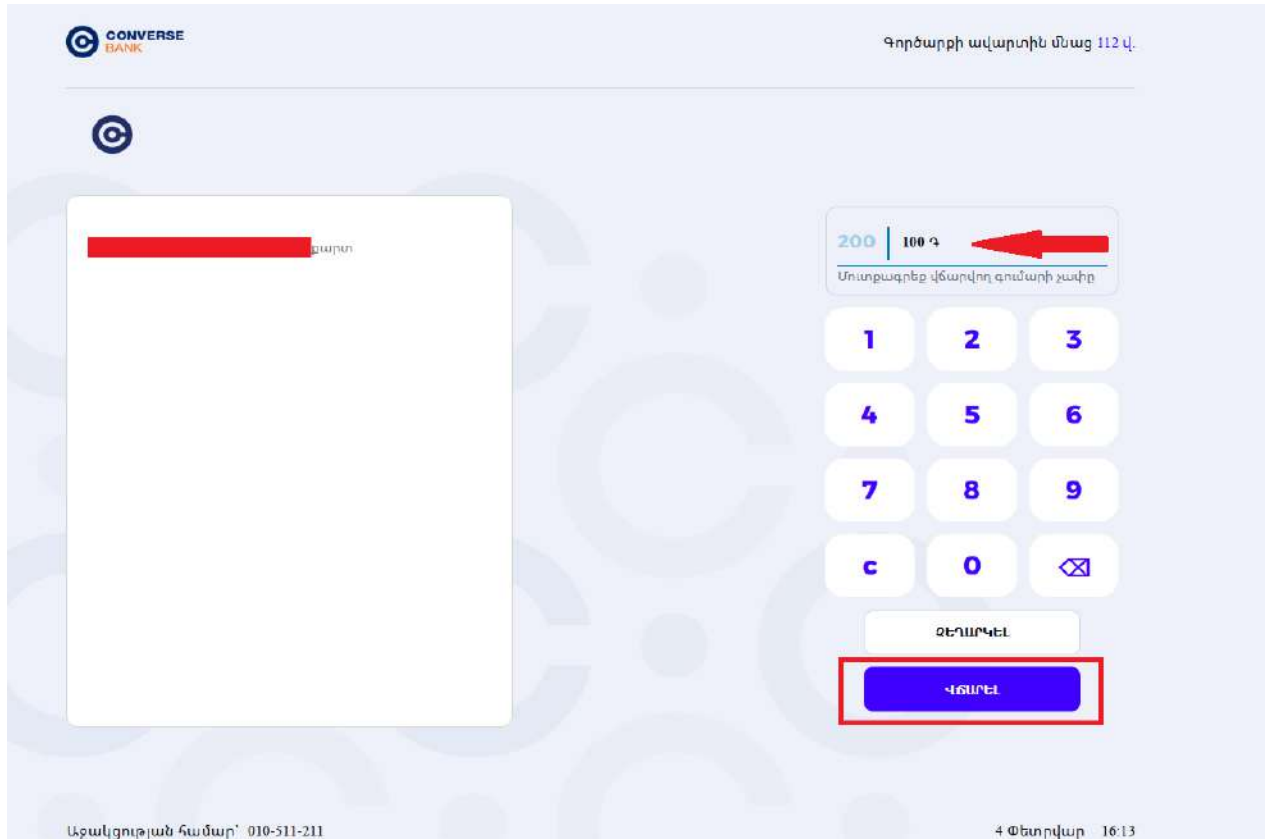 CONVERSE
BANK
Գործարքի ավարտին մնաց 112 վ.
քարտ
200 100 Դ
Մուտքագրեք վճարվող գումարի չափը
1 2 3
4 5 6
7 8 9
c 0
ՉԵՂԱՐԿԵԼ
ՎՃԱՐԵԼ
Աջակցության համար՝ 010-511-211
4 Փետրվար 16:13